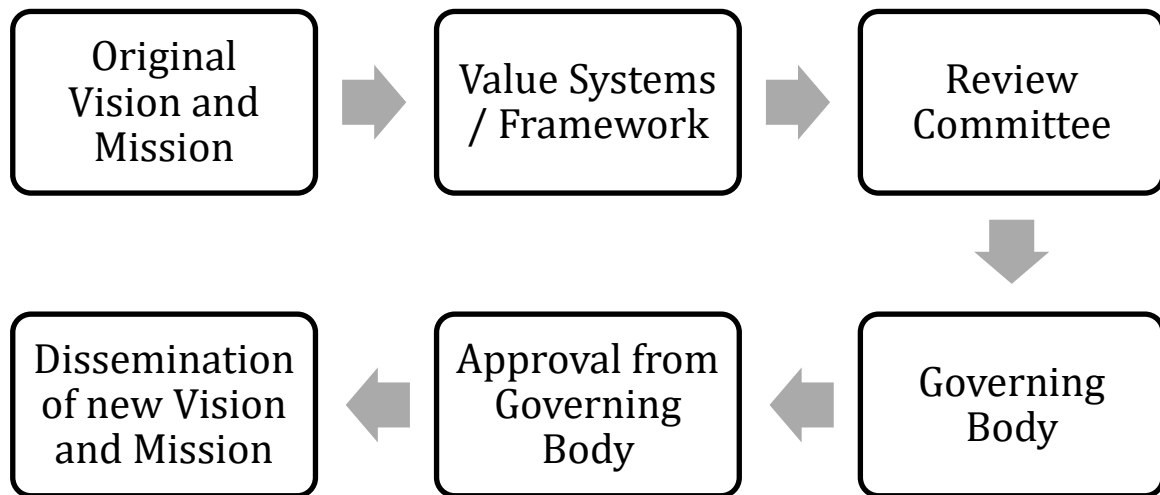 Original
Vision and
Mission
Value Systems
/ Framework
Review
Committee
Governing
Body
Approval from
Governing
Body
Dissemination
of new Vision
and Mission